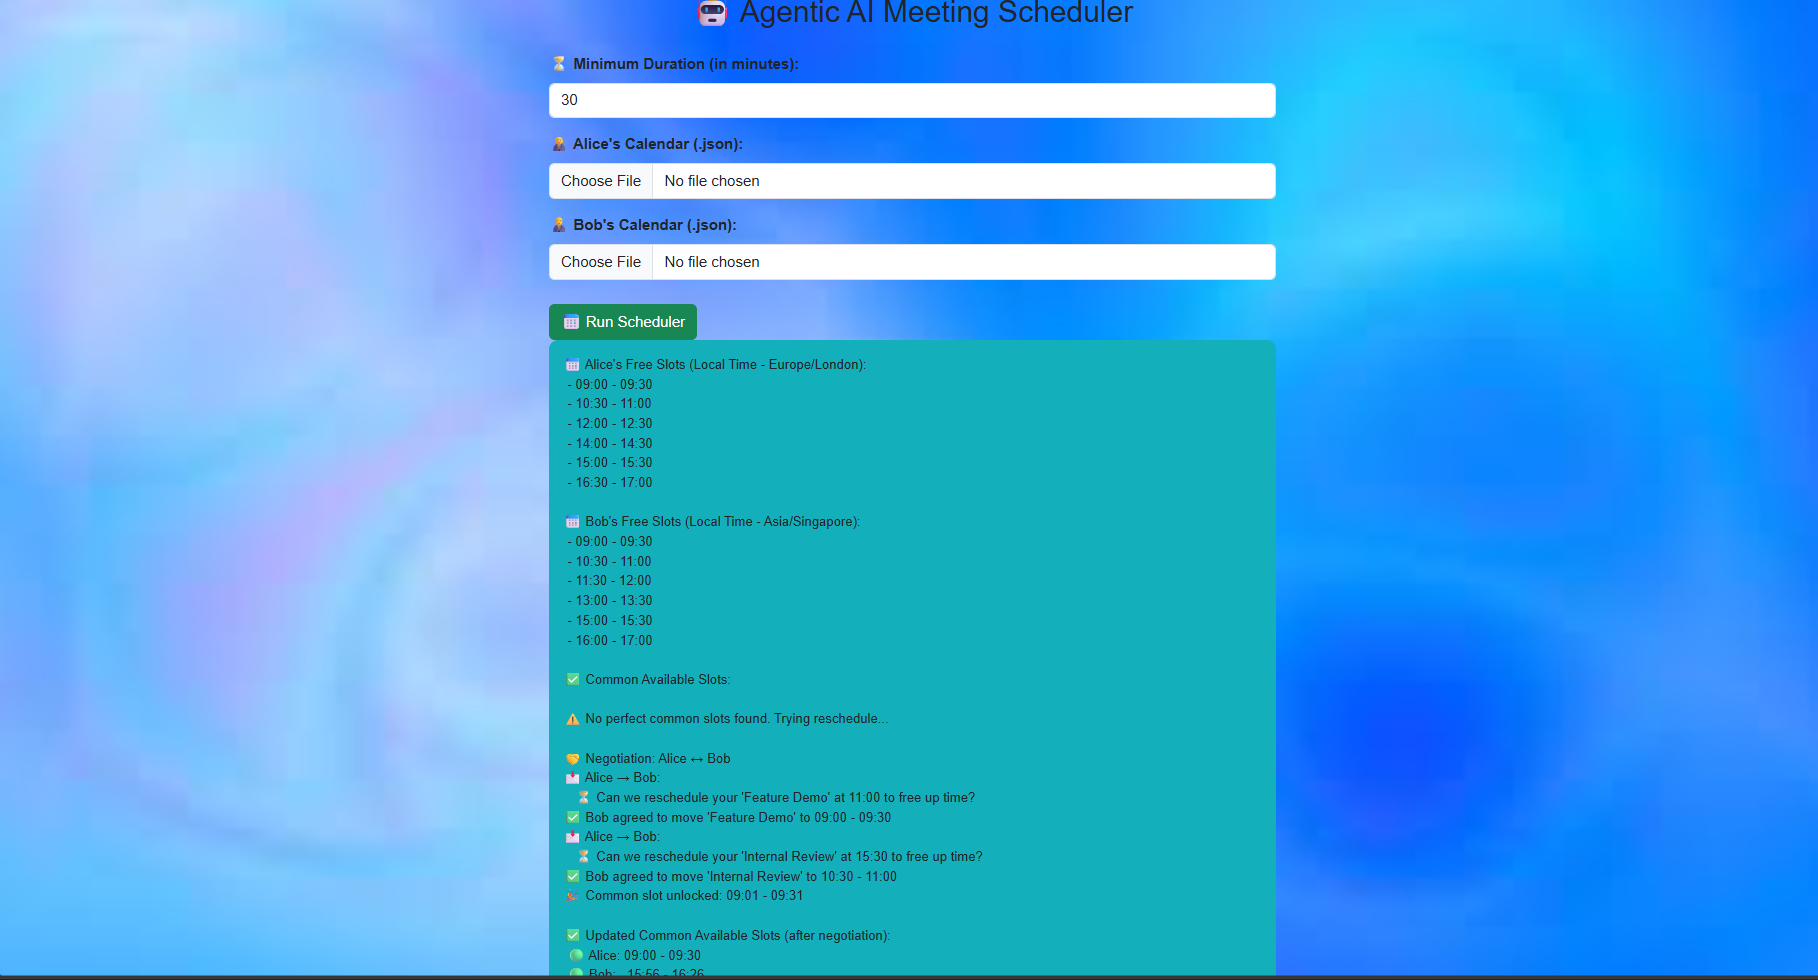 🤖 Agentic AI Meeting Scheduler
⏳ Minimum Duration (in minutes):
30
Alice's Calendar (.json):
Choose File No file chosen
Bob's Calendar (.json):
Choose File No file chosen
Run Scheduler
Alice's Free Slots (Local Time - Europe/London):
- 09:00 - 09:30
- 10:30 - 11:00
- 12:00 - 12:30
- 14:00 - 14:30
- 15:00 - 15:30
- 16:30 - 17:00
Bob's Free Slots (Local Time - Asia/Singapore):
- 09:00 - 09:30
- 10:30 - 11:00
- 11:30 - 12:00
- 13:00 - 13:30
- 15:00 - 15:30
- 16:00 - 17:00
✅ Common Available Slots:
⚠️ No perfect common slots found. Trying reschedule...
🤝 Negotiation: Alice ↔ Bob
📩 Alice → Bob:
⏳ Can we reschedule your 'Feature Demo' at 11:00 to free up time?
✅ Bob agreed to move 'Feature Demo' to 09:00 - 09:30
📩 Alice → Bob:
⏳ Can we reschedule your 'Internal Review' at 15:30 to free up time?
✅ Bob agreed to move 'Internal Review' to 10:30 - 11:00
Common slot unlocked: 09:01 - 09:31
✅ Updated Common Available Slots (after negotiation):
Alice: 09:00 - 09:30
Bob: 15:56 - 16:26